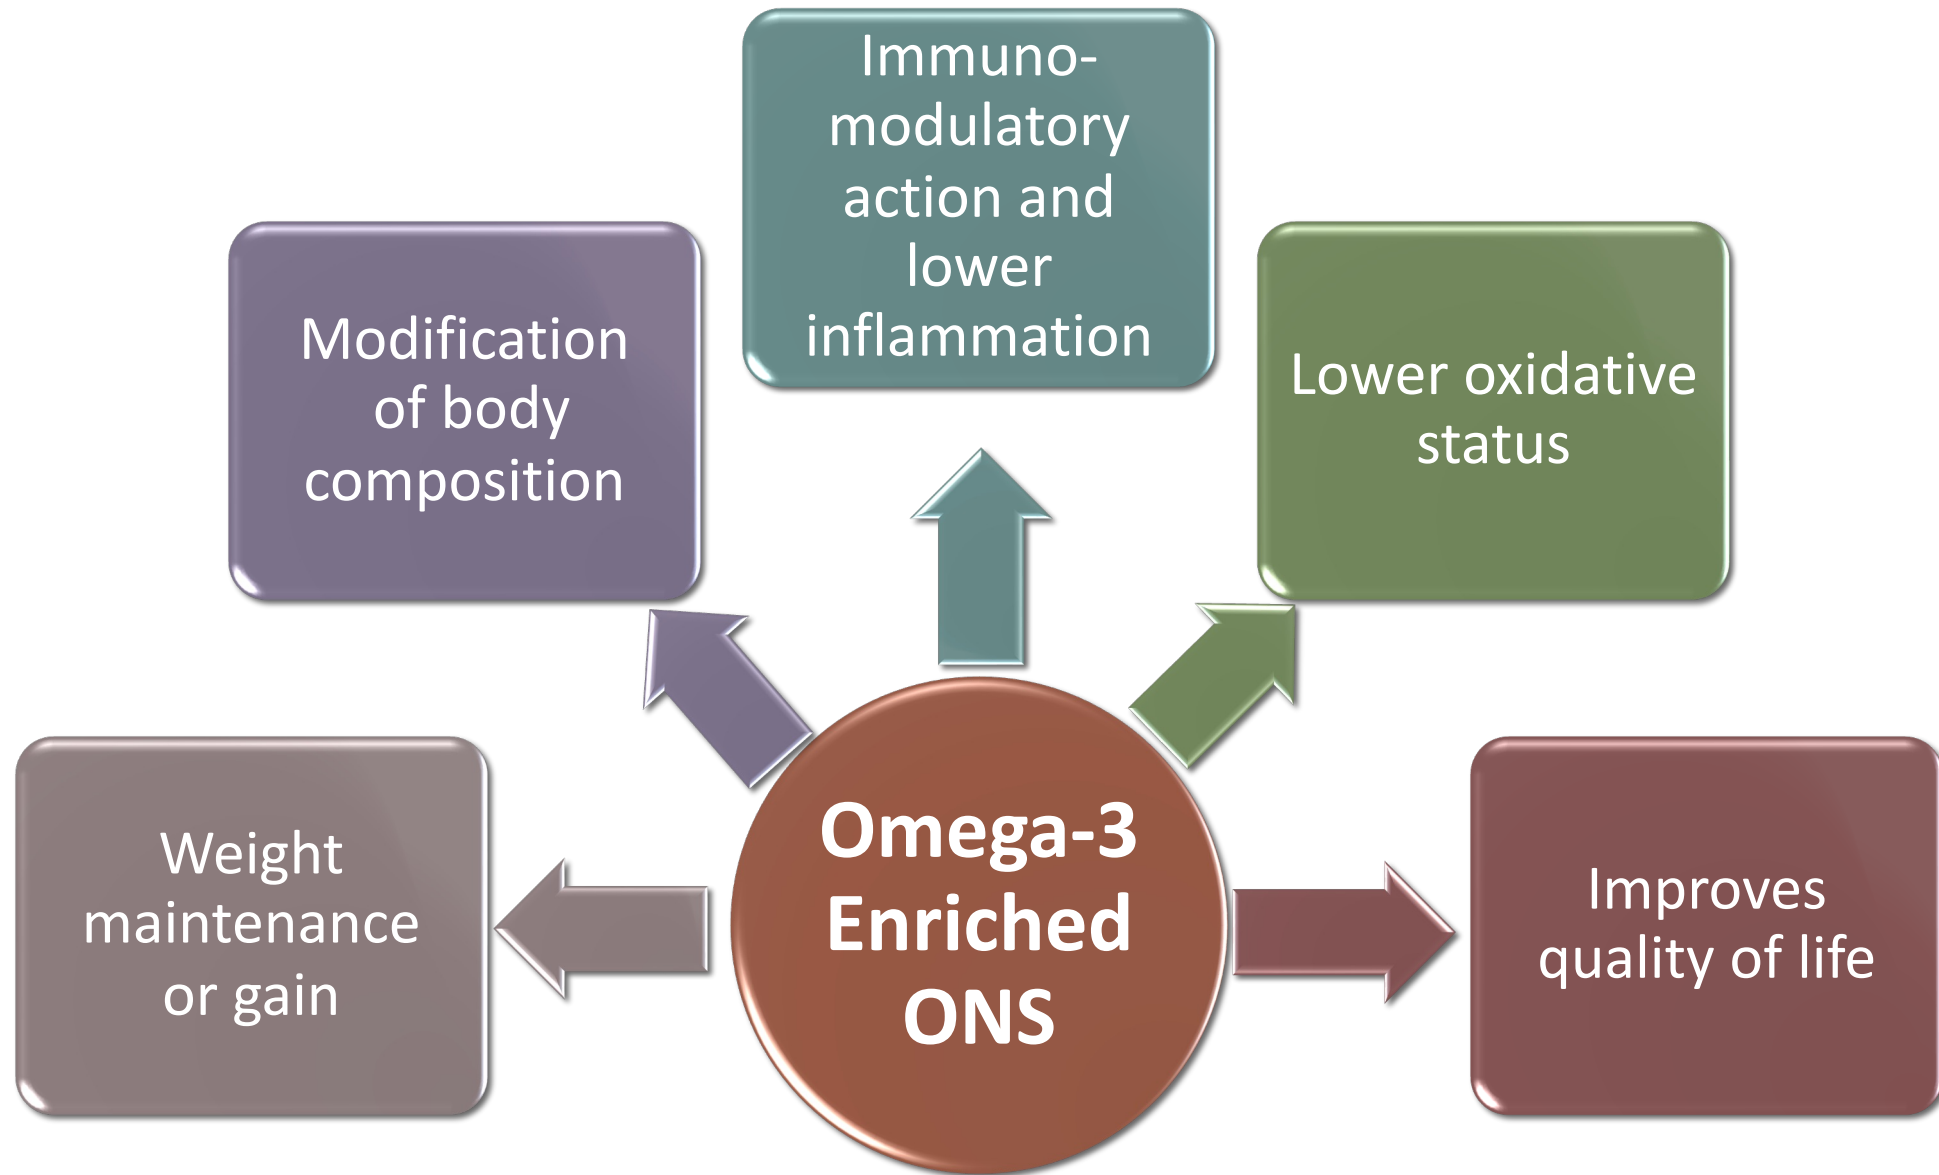 Immuno-
modulatory
action and
lower
inflammation
Modification
of body
composition
Lower oxidative
status
Weight
maintenance
or gain
Omega-3
Enriched
ONS
Improves
quality of life